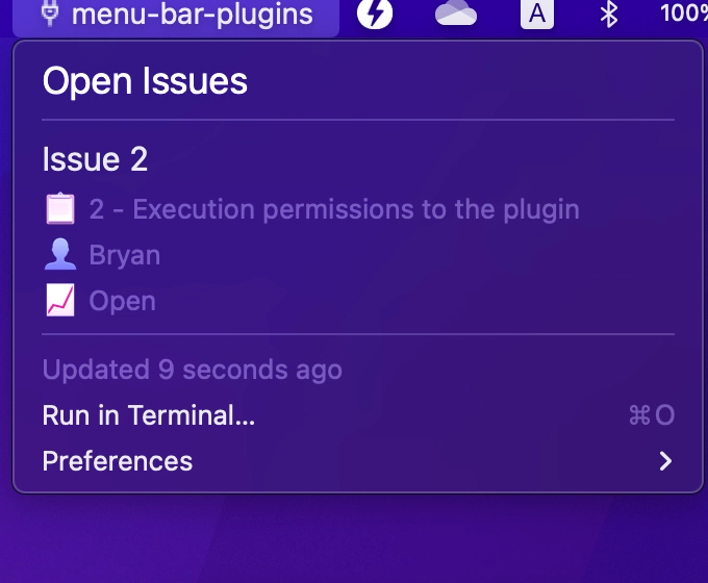 menu-bar-plugins A 100%
Open Issues
Issue 2
2 - Execution permissions to the plugin
Bryan
Open
Updated 9 seconds ago
Run in Terminal... ⌘O
Preferences